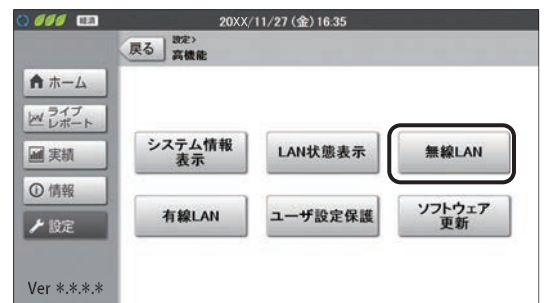 経済
20XX/11/27 (金) 16:35
戻る
設定>
高機能
ホーム
ライブ
レポート
実績
情報
設定
Ver *.*.*.*
システム情報
表示
LAN状態表示
無線LAN
有線LAN
ユーザ設定保護
ソフトウェア
更新